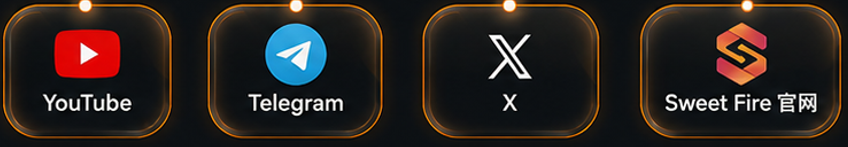 YouTube
Telegram
X
Sweet Fire 官网